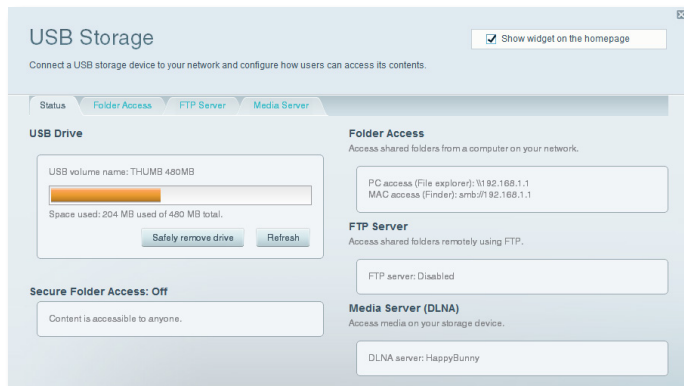 USB Storage
Show widget on the homepage
Connect a USB storage device to your network and configure how users can access its contents.
Status
Folder Access
FTP Server
Media Server
USB Drive
USB volume name: THUMB 480MB
Space used: 204 MB used of 480 MB total.
Safely remove drive
Refresh
Secure Folder Access: Off
Content is accessible to anyone.
Folder Access
Access shared folders from a computer on your network.
PC access (File explorer): \\192.168.1.1
MAC access (Finder): smb://192.168.1.1
FTP Server
Access shared folders remotely using FTP.
FTP server: Disabled
Media Server (DLNA)
Access media on your storage device.
DLNA server: HappyBunny